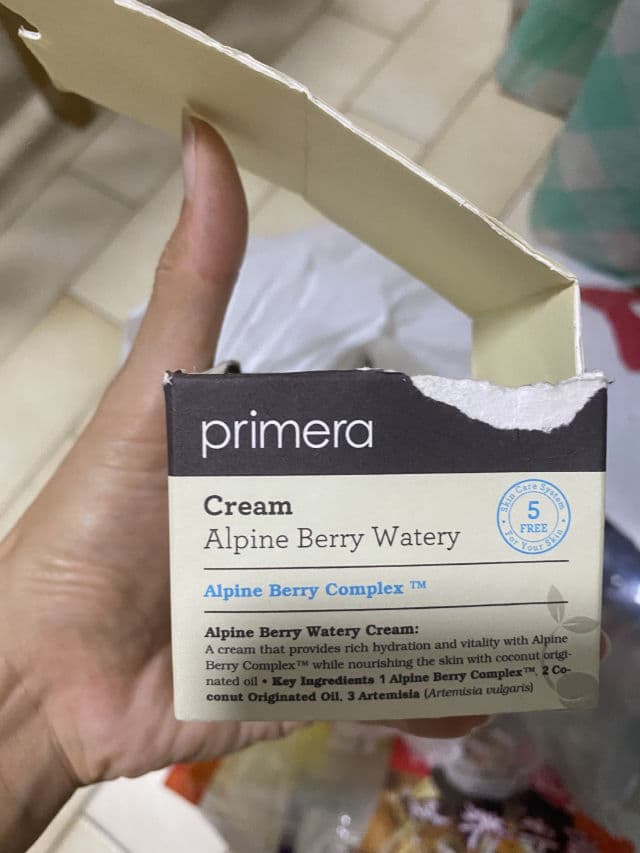 primera
Cream
Alpine Berry Watery
Skin Care System
5
FREE
For Your Skin
Alpine Berry Complex ™
Alpine Berry Watery Cream:
A cream that provides rich hydration and vitality with Alpine
Berry Complex™ while nourishing the skin with coconut origi-
nated oil • Key Ingredients 1 Alpine Berry Complex™, 2 Co-
conut Originated Oil, 3 Artemisia (Artemisia vulgaris)